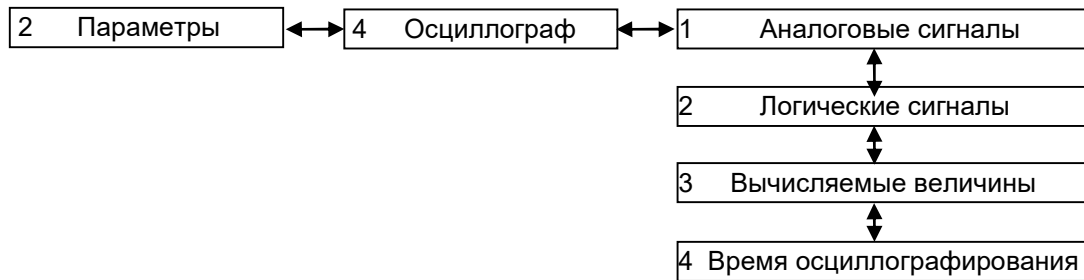 2 Параметры
4 Осциллограф
1 Аналоговые сигналы
2 Логические сигналы
3 Вычисляемые величины
4 Время осциллографирования